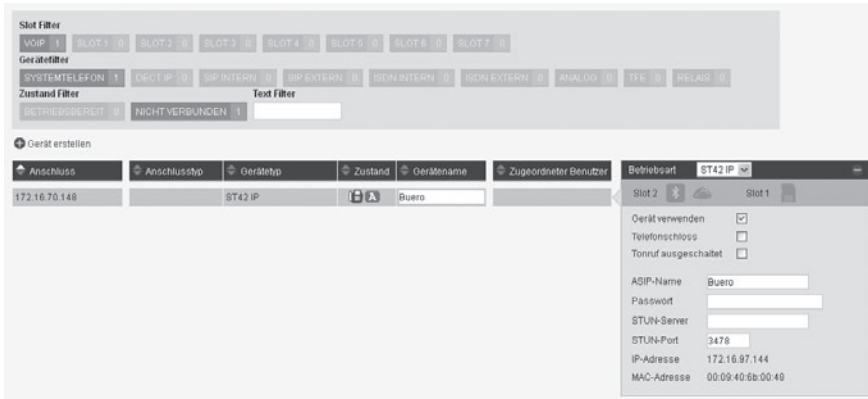 Slot Filter
VOIP 1 SLOT 1 0 SLOT 2 0 SLOT 3 0 SLOT 4 0 SLOT 5 0 SLOT 6 0 SLOT 7 0
Gerätefilter
SYSTEMTELEFON 1 DECT IP 0 SIP INTERN 0 SIP EXTERN 0 ISDN INTERN 0 ISDN EXTERN 0 ANALOG 0 TFE 0 RELAIS 0
Zustand Filter Text Filter
BETRIEBSBEREIT 0 NICHT VERBUNDEN 1
Gerät erstellen
Anschluss Anschlusstyp Gerätetyp Zustand Gerätename Zugeordneter Benutzer
172.16.70.148 ST42 IP A Buero
Betriebsart ST42 IP
Slot 2 Slot 1
Gerät verwenden
Telefonschloss
Tonruf ausgeschaltet
ASIP-Name Buero
Passwort
STUN-Server
STUN-Port 3478
IP-Adresse 172.16.97.144
MAC-Adresse 00:09:40:6b:00:48